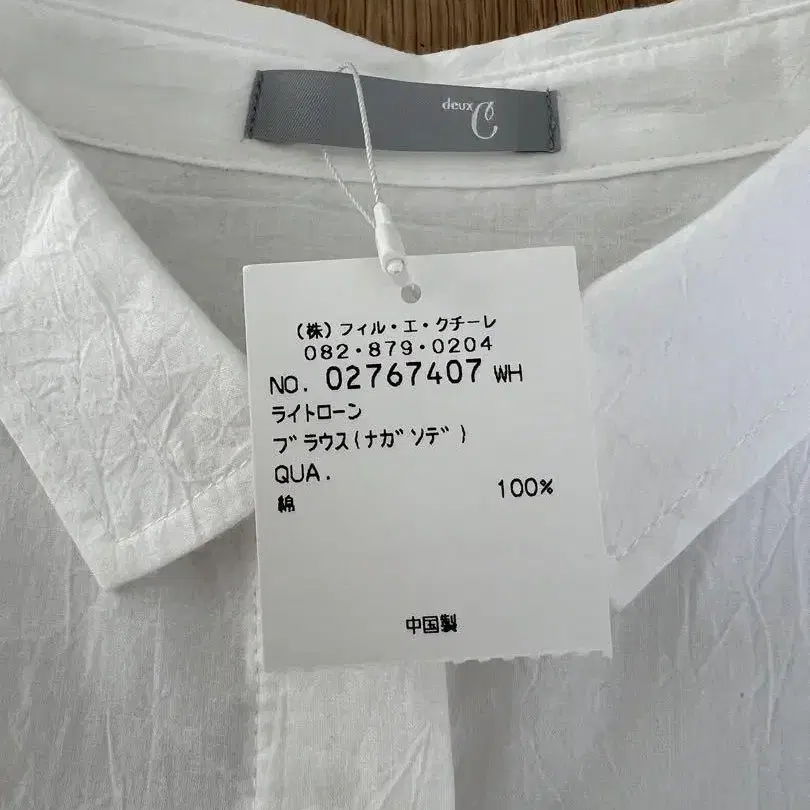 deux C
(株)フィル・エ・クチーレ
082・879・0204
NO. 02767407 WH
ライトローン
ブラウス(ナガソデ)
QUA.
綿 100%
中国製